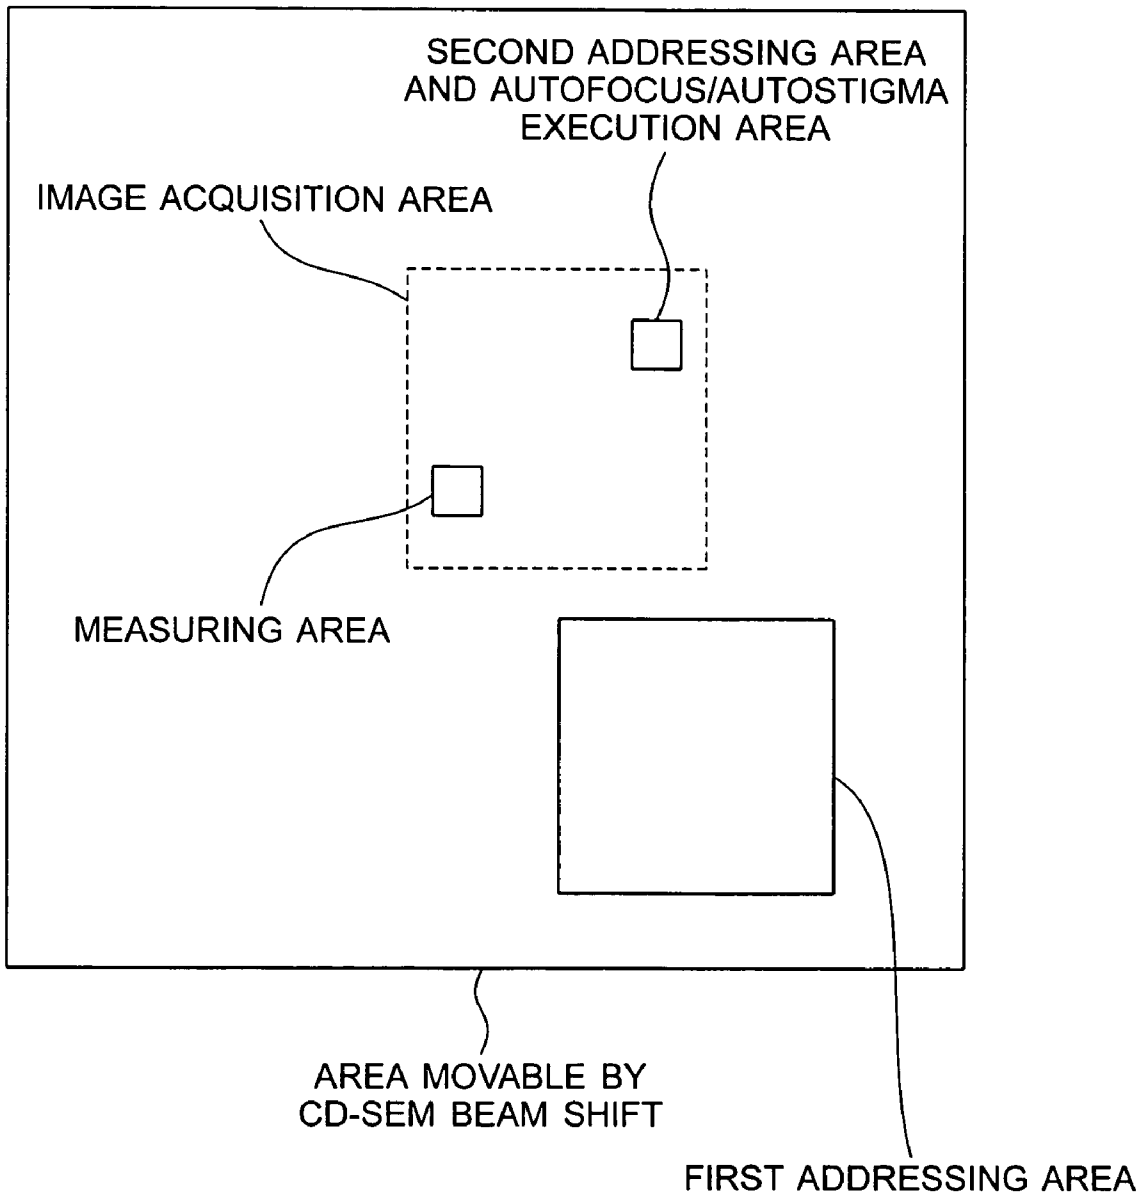 SECOND ADDRESSING AREA
AND AUTOFOCUS/AUTOSTIGMA
EXECUTION AREA
IMAGE ACQUISITION AREA
MEASURING AREA
AREA MOVABLE BY
CD-SEM BEAM SHIFT
FIRST ADDRESSING AREA